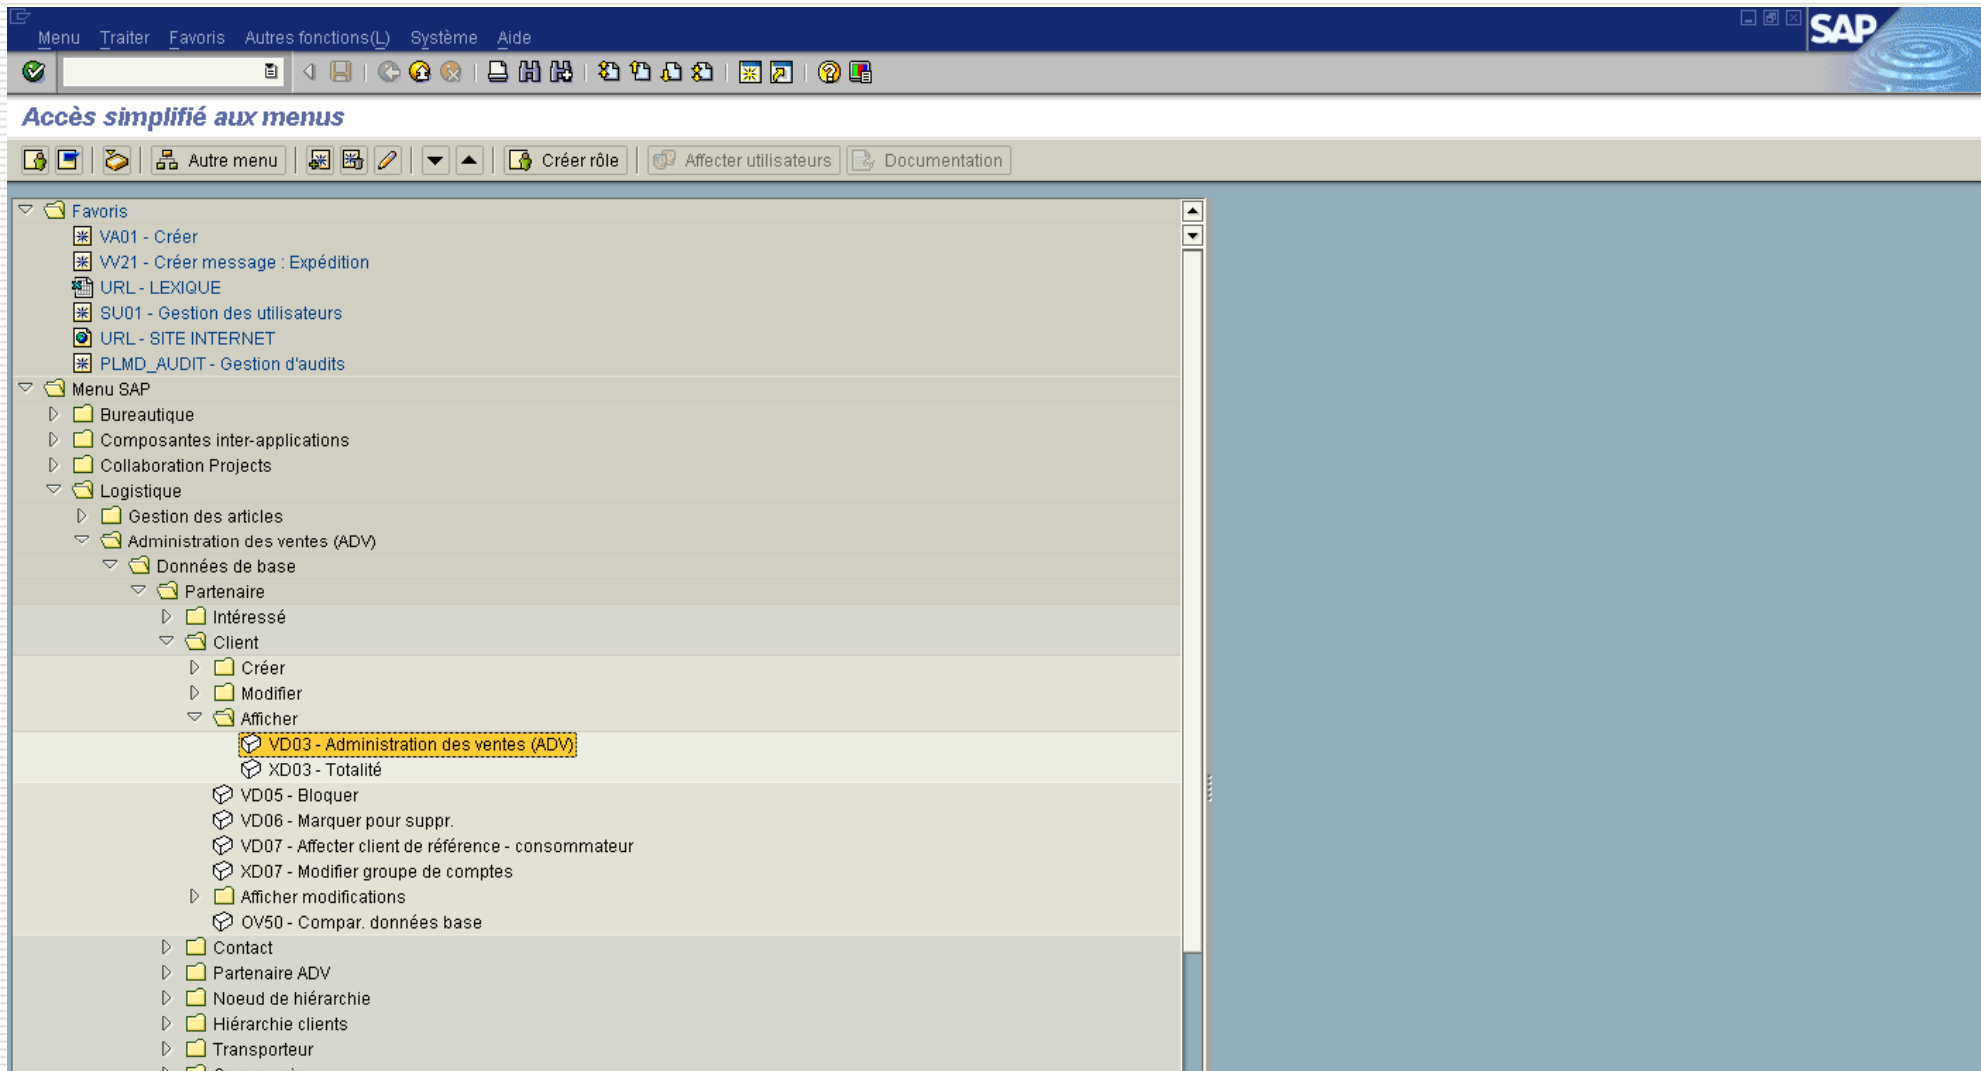 Menu Traiter Favoris Autres fonctions(L) Système Aide
SAP
Accès simplifié aux menus
Autre menu Créer rôle Affecter utilisateurs Documentation
Favoris
VA01 - Créer
VV21 - Créer message : Expédition
URL - LEXIQUE
SU01 - Gestion des utilisateurs
URL - SITE INTERNET
PLMD_AUDIT - Gestion d'audits
Menu SAP
Bureautique
Composantes inter-applications
Collaboration Projects
Logistique
Gestion des articles
Administration des ventes (ADV)
Données de base
Partenaire
Intéressé
Client
Créer
Modifier
Afficher
VD03 - Administration des ventes (ADV)
XD03 - Totalité
VD05 - Bloquer
VD06 - Marquer pour suppr.
VD07 - Affecter client de référence - consommateur
XD07 - Modifier groupe de comptes
Afficher modifications
OV50 - Compar. données base
Contact
Partenaire ADV
Noeud de hiérarchie
Hiérarchie clients
Transporteur